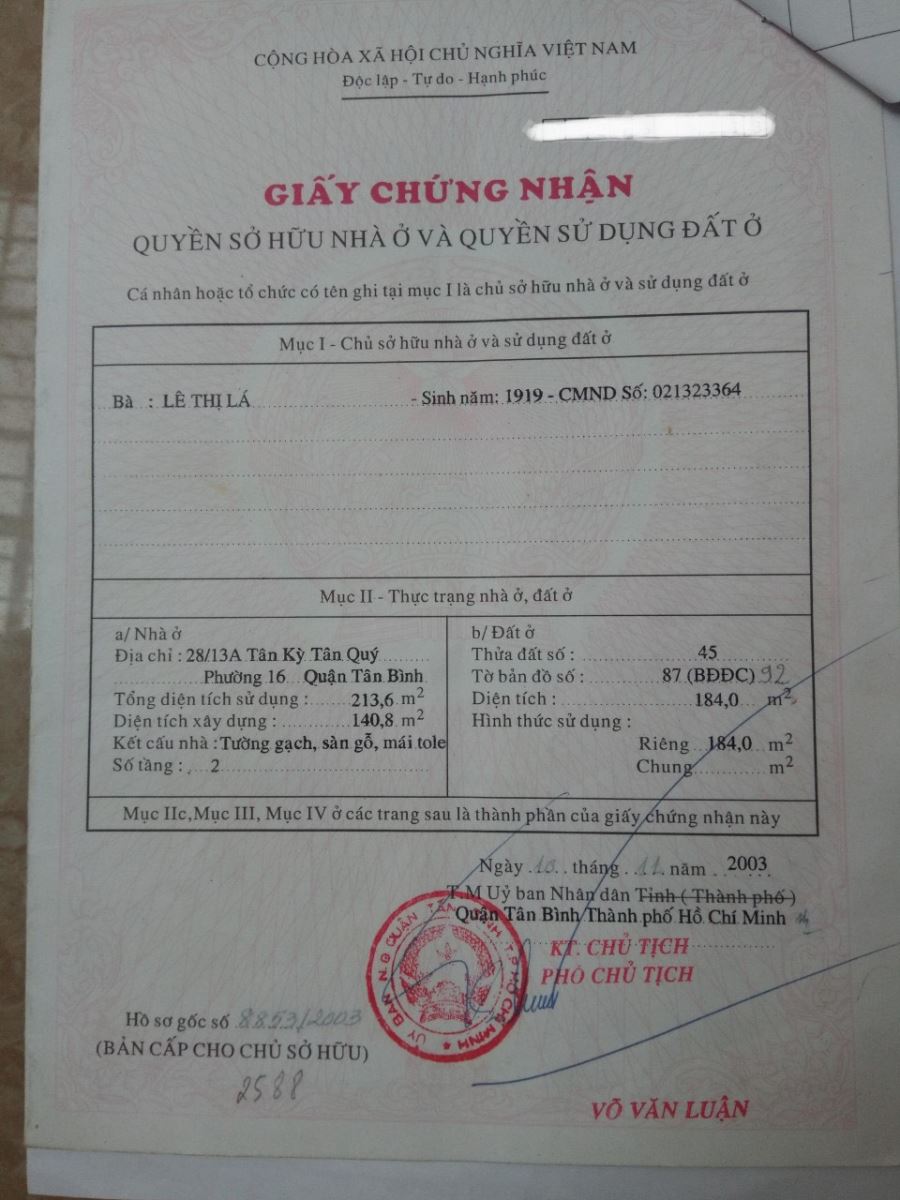 CỘNG HÒA XÃ HỘI CHỦ NGHĨA VIỆT NAM
Độc lập - Tự do - Hạnh phúc
GIẤY CHỨNG NHẬN
QUYỀN SỞ HỮU NHÀ Ở VÀ QUYỀN SỬ DỤNG ĐẤT Ở
Cá nhân hoặc tổ chức có tên ghi tại mục I là chủ sở hữu nhà ở và sử dụng đất ở
Mục I - Chủ sở hữu nhà ở và sử dụng đất ở
Bà : LÊ THỊ LÁ - Sinh năm: 1919 - CMND Số: 021323364
Mục II - Thực trạng nhà ở, đất ở
a/ Nhà ở
Địa chỉ : 28/13A Tân Kỳ Tân Quý
Phường 16 Quận Tân Bình
Tổng diện tích sử dụng : 213,6 m²
Diện tích xây dựng : 140,8 m²
Kết cấu nhà : Tường gạch, sàn gỗ, mái tole
Số tầng : 2
b/ Đất ở
Thửa đất số : 45
Tờ bản đồ số : 87 (BĐĐC) 92
Diện tích : 184,0 m²
Hình thức sử dụng :
Riêng 184,0 m²
Chung m²
Mục IIc,Mục III, Mục IV ở các trang sau là thành phần của giấy chứng nhận này
Ngày 10 tháng 11 năm 2003
T.M Uỷ ban Nhân dân Tỉnh ( Thành phố )
Quận Tân Bình Thành phố Hồ Chí Minh
KT. CHỦ TỊCH
PHÓ CHỦ TỊCH
ỦY BAN N.D QUẬN TÂN BÌNH T.P HỒ CHÍ MINH
Hồ sơ gốc số 8853/2003
(BẢN CẤP CHO CHỦ SỞ HỮU)
2588
VÕ VĂN LUẬN